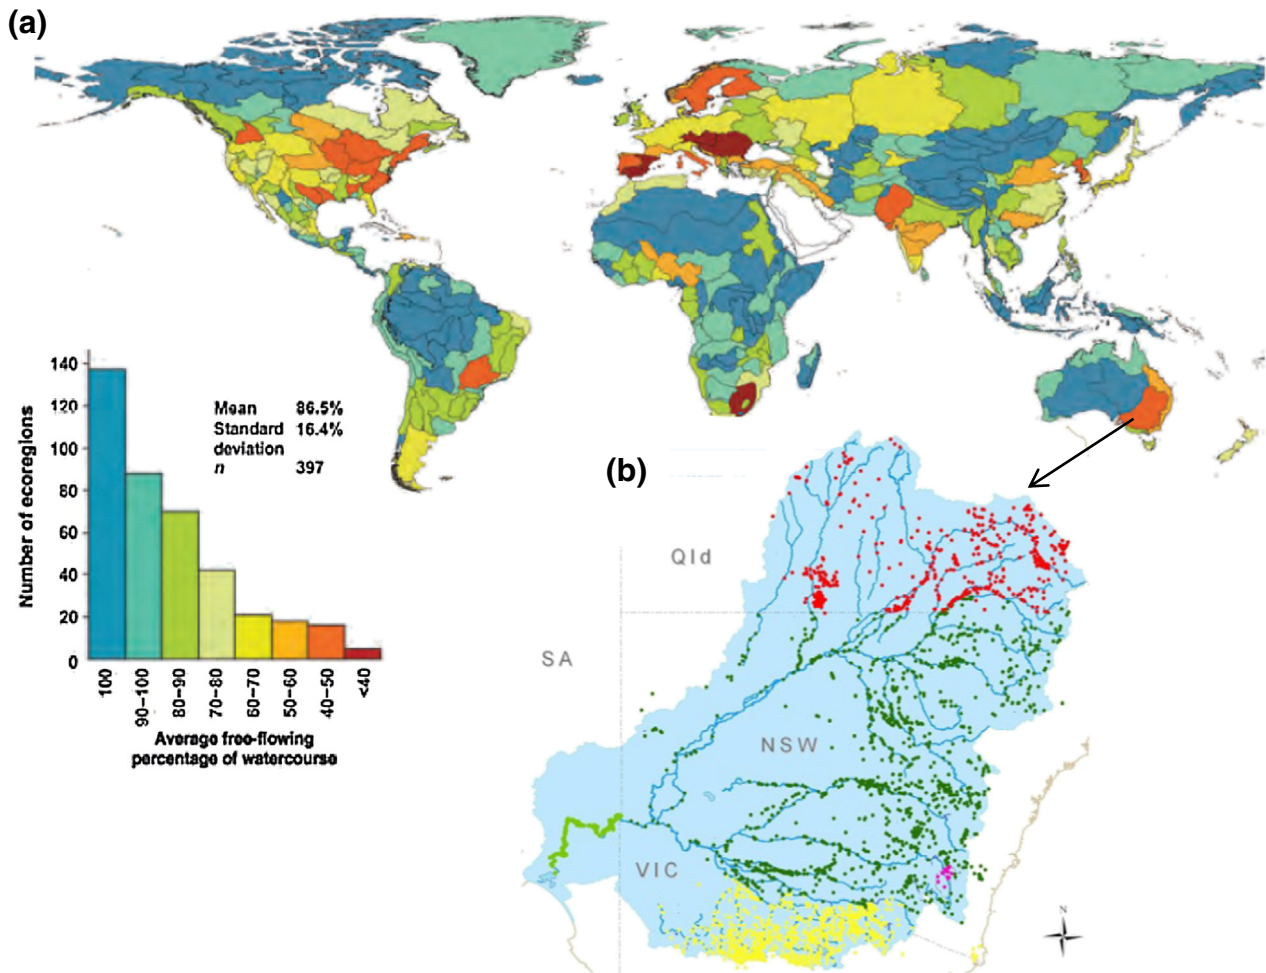 (a)
140
120
100
80
60
40
20
0
Number of ecoregions
Mean 86.5%
Standard 16.4%
deviation
n 397
100
90–100
80–90
70–80
60–70
50–60
40–50
<40
Average free-flowing
percentage of watercourse
(b)
Qld
SA
NSW
VIC
N